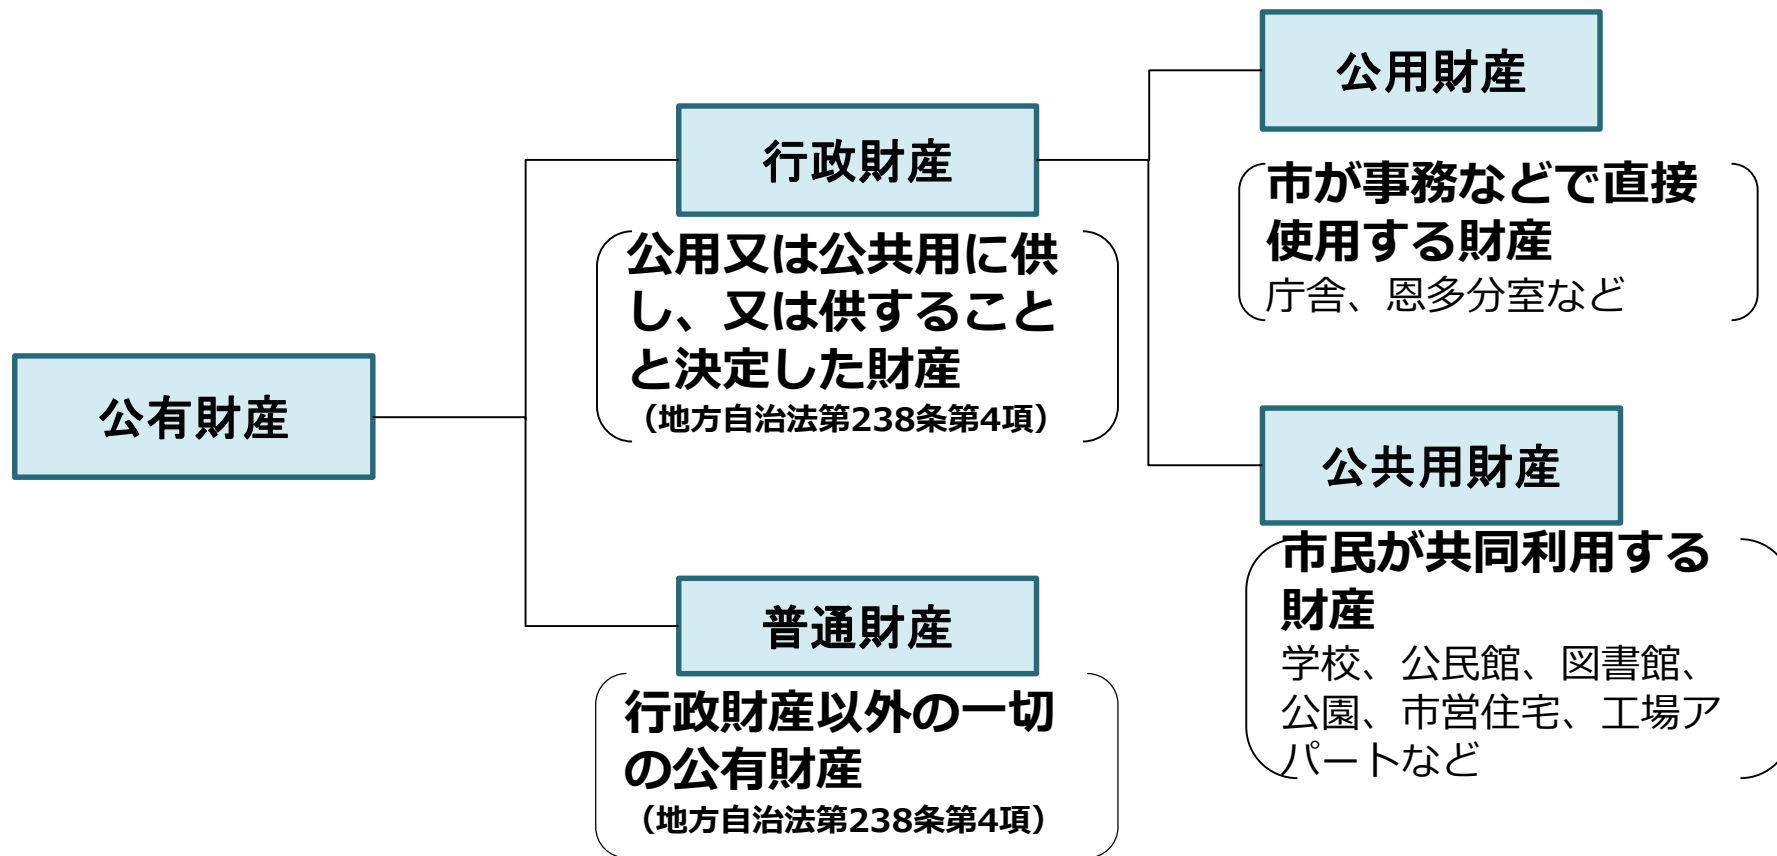 公有財産
行政財産
公用又は公共用に供
し、又は供すること
と決定した財産
（地方自治法第238条第4項）
普通財産
行政財産以外の一切
の公有財産
（地方自治法第238条第4項）
公用財産
市が事務などで直接
使用する財産
庁舎、恩多分室など
公共用財産
市民が共同利用する
財産
学校、公民館、図書館、
公園、市営住宅、工場ア
パートなど